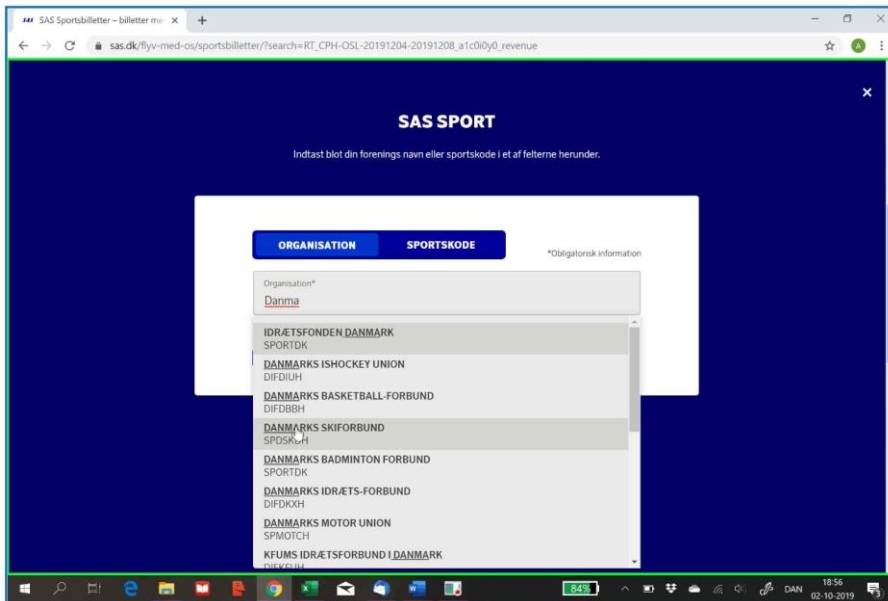 SAS SAS Sportsbilletter – billetter me
sas.dk/flyv-med-os/sportsbilletter/?search=RT_CPH-OSL-20191204-20191208_a1c0i0y0_revenue
A
SAS SPORT
Indtast blot din forenings navn eller sportskode i et af felterne herunder.
ORGANISATION SPORTSKODE
*Obligatorisk information
Organisation*
Danma
IDRÆTSFONDEN DANMARK
SPORTDK
DANMARKS ISHOCKEY UNION
DIFDIUH
DANMARKS BASKETBALL-FORBUND
DIFDBBH
DANMARKS SKIFORBUND
DANMARKS BADMINTON FORBUND
SPORTDK
DANMARKS IDRÆTS-FORBUND
DIFDKXH
DANMARKS MOTOR UNION
SPMOTCH
KFUMS IDRÆTSFORBUND I DANMARK
84%
DAN
18:56
02-10-2019